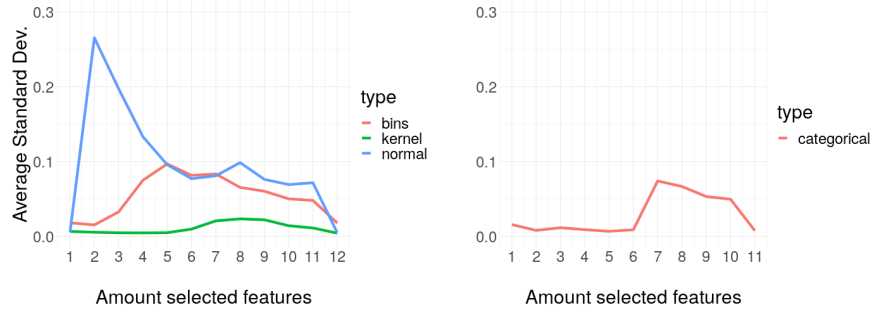 Average Standard Dev.
0.3
0.2
0.1
0.0
1 2 3 4 5 6 7 8 9 10 11 12
Amount selected features
type
bins
kernel
normal
0.3
0.2
0.1
0.0
1 2 3 4 5 6 7 8 9 10 11
Amount selected features
type
categorical